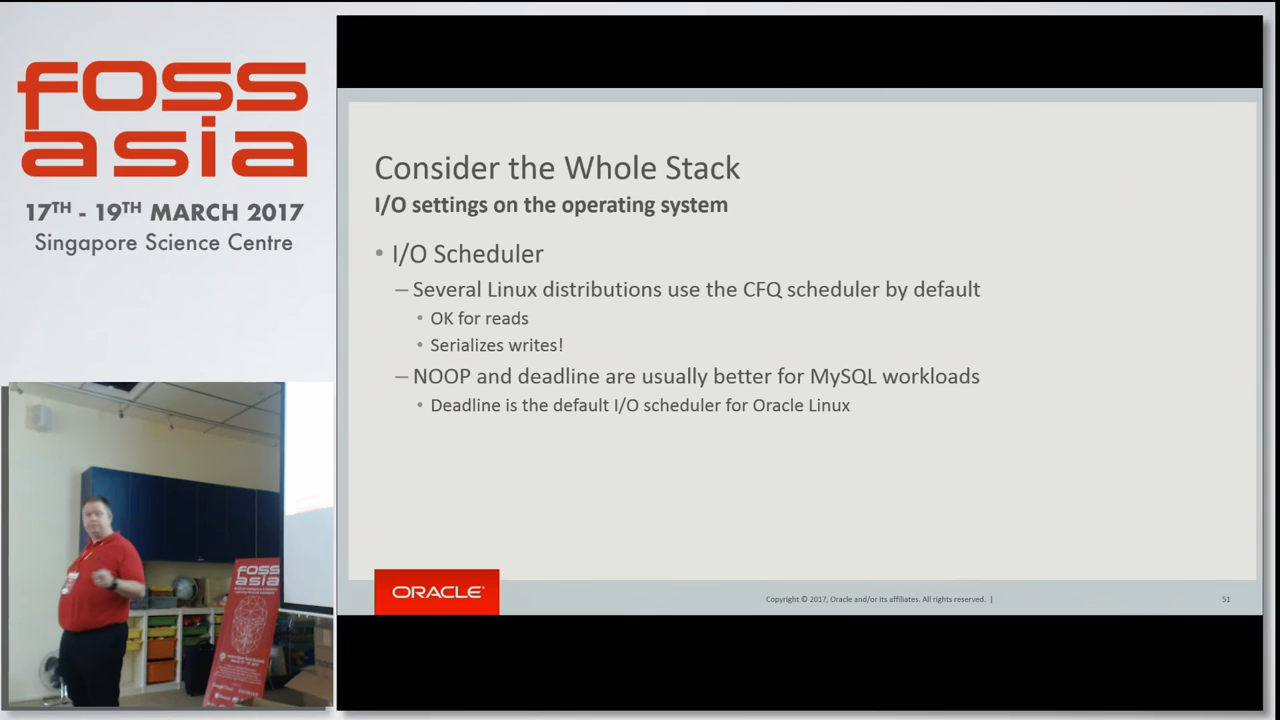 foss
asia
17TH - 19TH MARCH 2017
Singapore Science Centre
Consider the Whole Stack
I/O settings on the operating system
• I/O Scheduler
– Several Linux distributions use the CFQ scheduler by default
• OK for reads
• Serializes writes!
– NOOP and deadline are usually better for MySQL workloads
• Deadline is the default I/O scheduler for Oracle Linux
ORACLE
Copyright © 2017, Oracle and/or its affiliates. All rights reserved. |
51
FOSS
ASIA